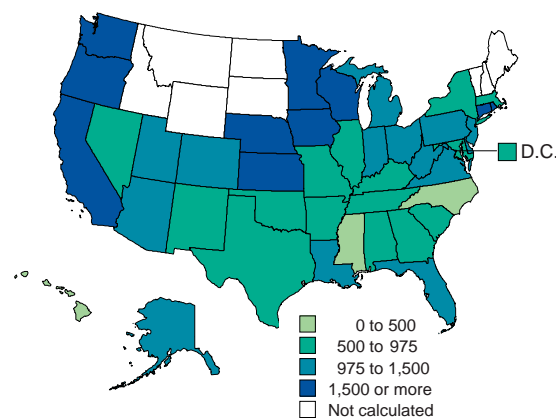 D.C.
0 to 500
500 to 975
975 to 1,500
1,500 or more
Not calculated